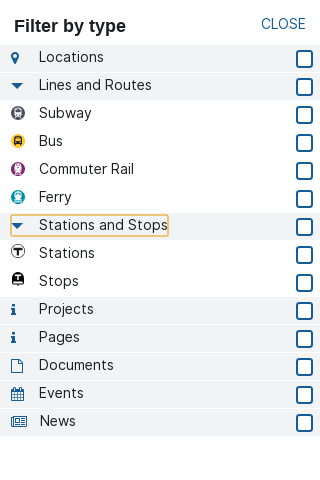 Filter by type
CLOSE
Locations
Lines and Routes
Subway
Bus
Commuter Rail
Ferry
Stations and Stops
Stations
Stops
Projects
Pages
Documents
Events
News